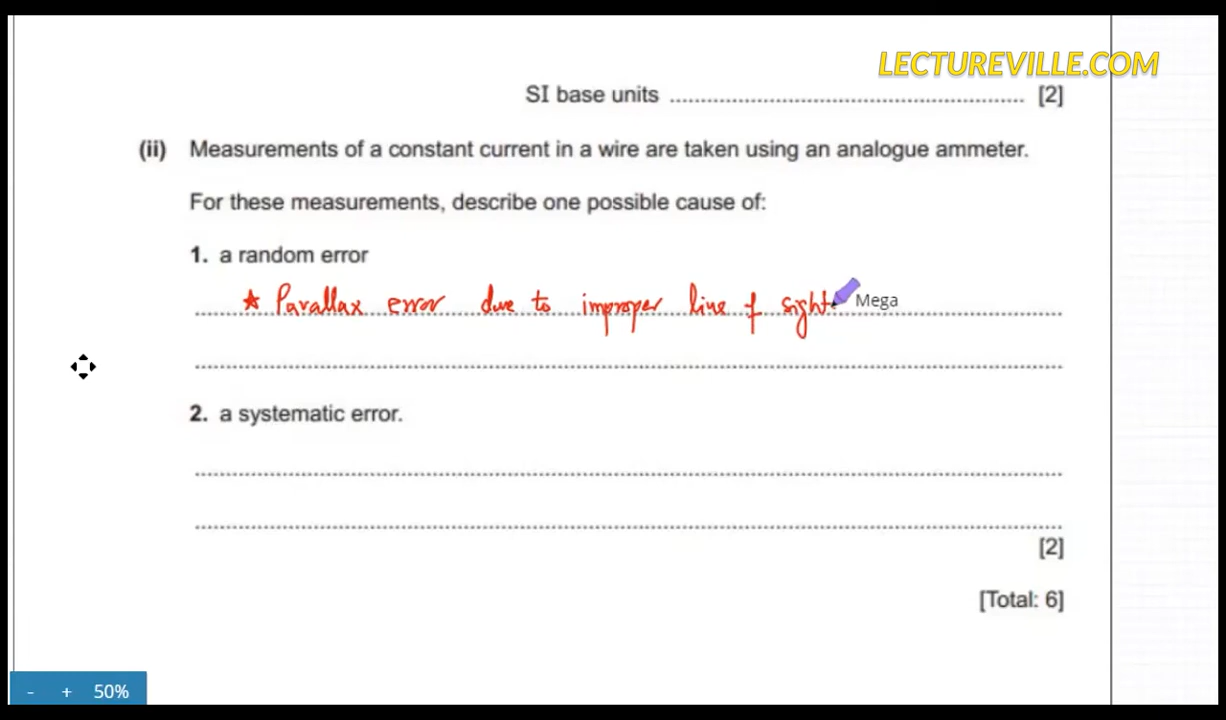 LECTUREVILLE.COM
SI base units ........................................................ [2]
(ii) Measurements of a constant current in a wire are taken using an analogue ammeter.
For these measurements, describe one possible cause of:
1. a random error
★ Parallax error due to improper line of sight
Mega
2. a systematic error.
[2]
[Total: 6]
- + 50%